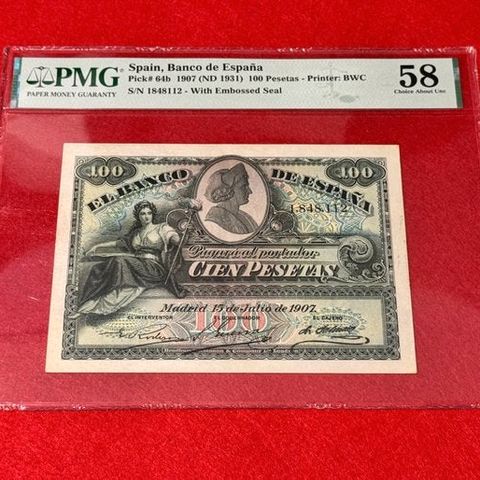 PMG
PAPER MONEY GUARANTY
Spain, Banco de España
Pick# 64b 1907 (ND 1931) 100 Pesetas - Printer: BWC
S/N 1848112 - With Embossed Seal
58
Choice About Unc
100
100
EL BANCO DE ESPAÑA
1,848,112
Pagará al portador
CIEN PESETAS
Madrid 15 de Julio de 1907.
EL INTERVENTOR
EL GOBERNADOR
EL CAJERO
100